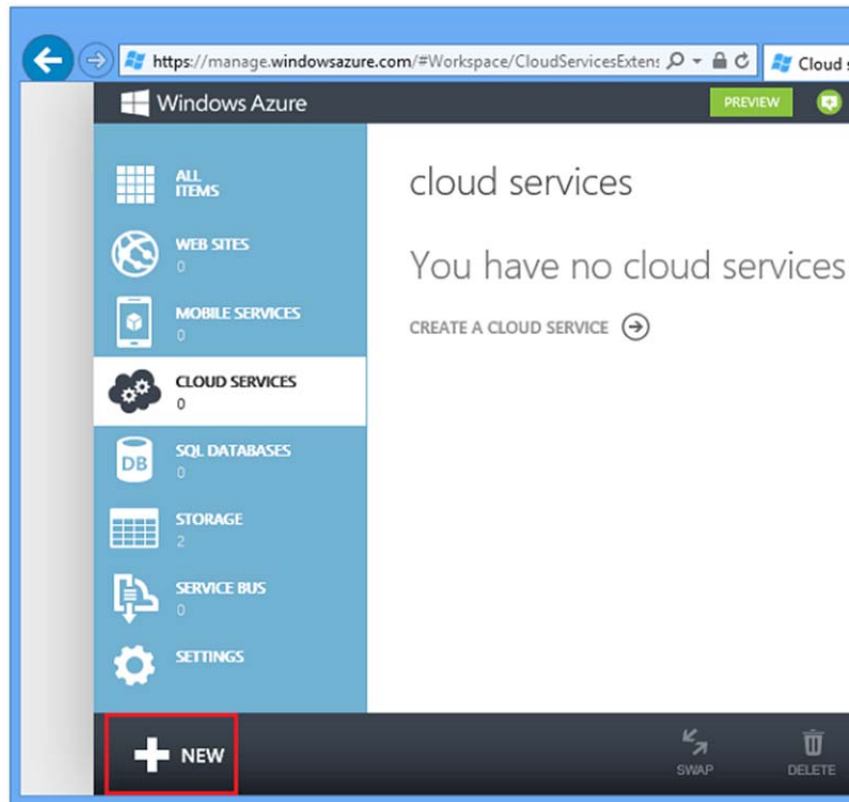 https://manage.windowsazure.com/#Workspace/CloudServicesExtens
Cloud s
Windows Azure
PREVIEW
ALL
ITEMS
cloud services
WEB SITES
0
You have no cloud services
MOBILE SERVICES
0
CREATE A CLOUD SERVICE
CLOUD SERVICES
0
DB
SQL DATABASES
0
STORAGE
2
SERVICE BUS
0
SETTINGS
NEW
SWAP
DELETE